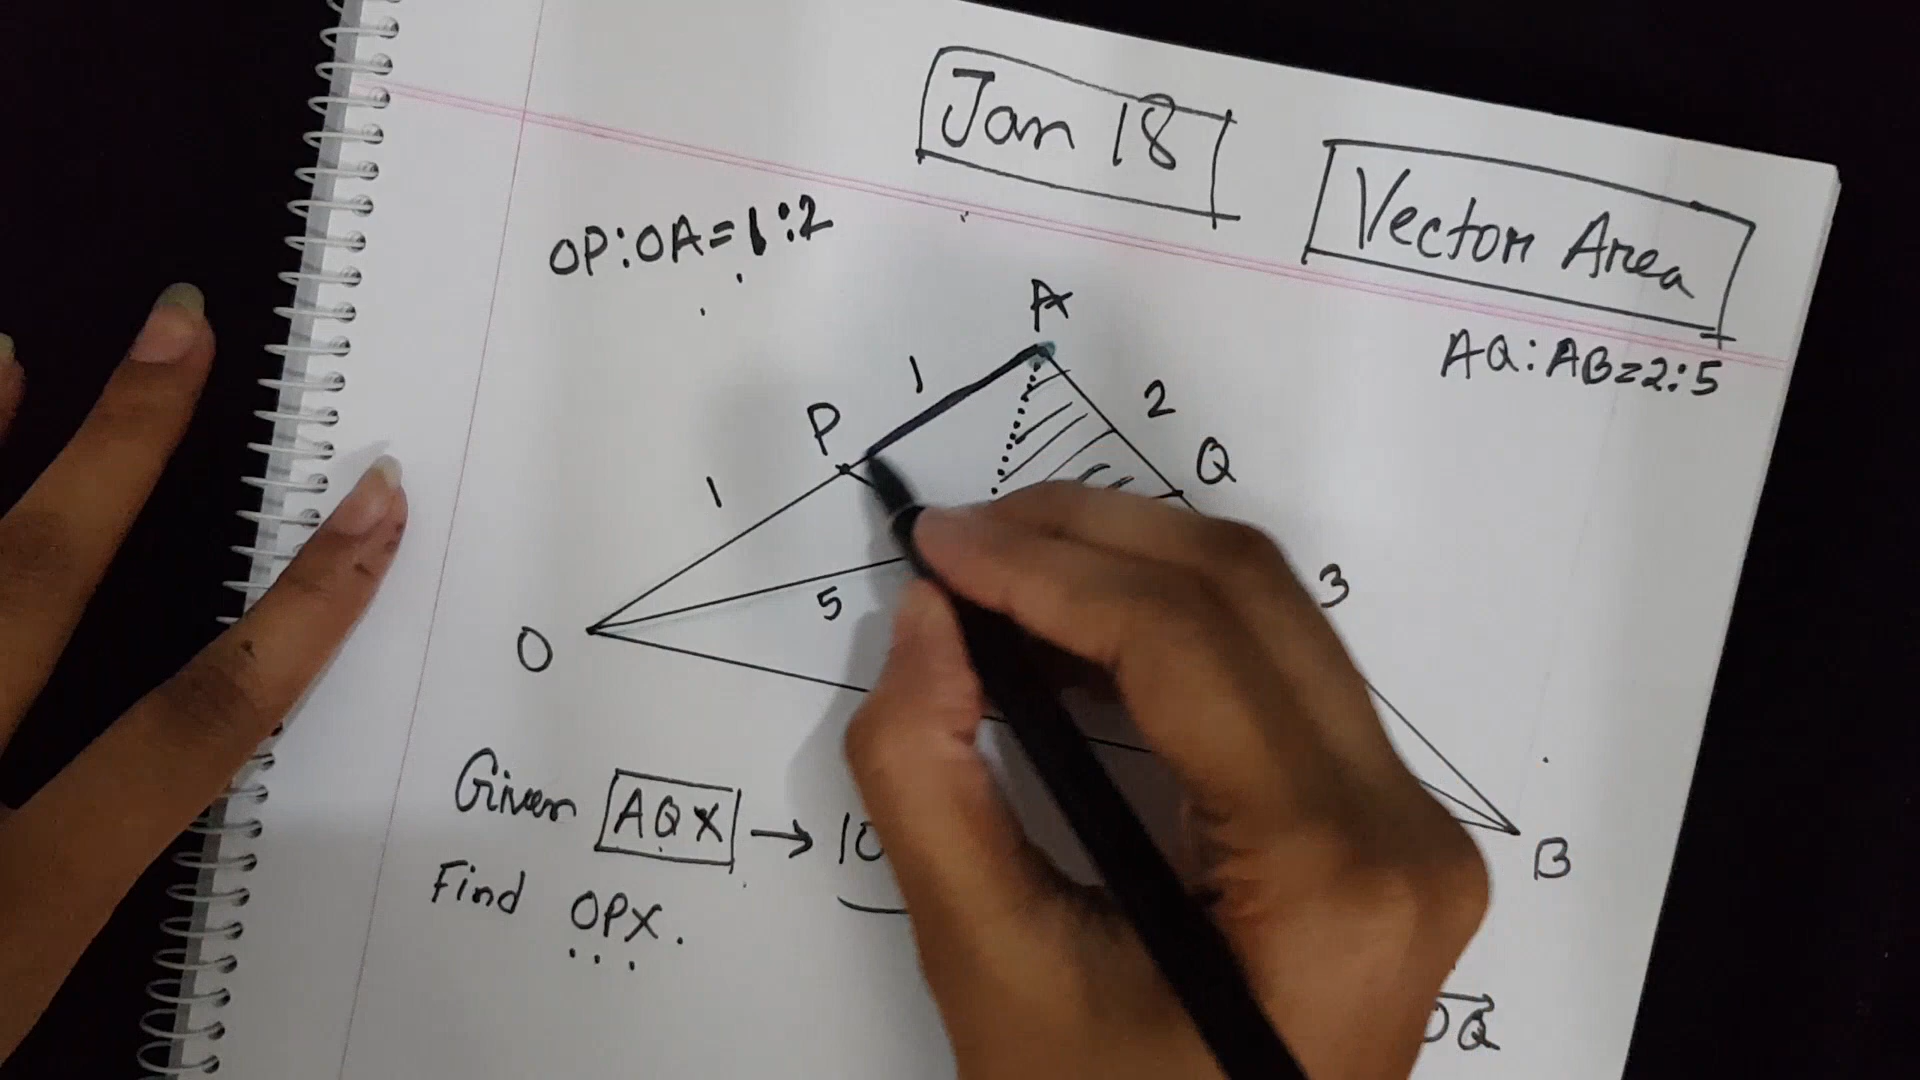 Jan 18
Vector Area
OP:OA=1:2
AQ:AB=2:5
A
1
2
P
Q
1
3
5
O
B
Given AQX → 10
Find OPX.
OQ